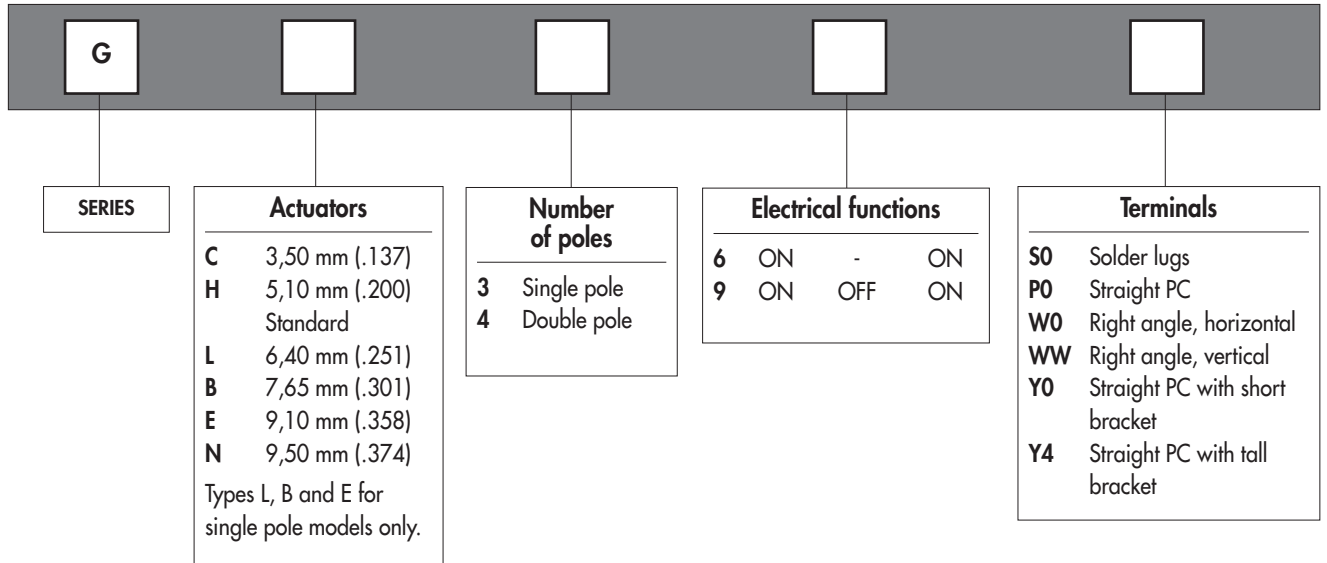 G
SERIES
Actuators
C 3,50 mm (.137)
H 5,10 mm (.200)
Standard
L 6,40 mm (.251)
B 7,65 mm (.301)
E 9,10 mm (.358)
N 9,50 mm (.374)
Types L, B and E for
single pole models only.
Number
of poles
3 Single pole
4 Double pole
Electrical functions
6 ON - ON
9 ON OFF ON
Terminals
S0 Solder lugs
P0 Straight PC
W0 Right angle, horizontal
WW Right angle, vertical
Y0 Straight PC with short
bracket
Y4 Straight PC with tall
bracket